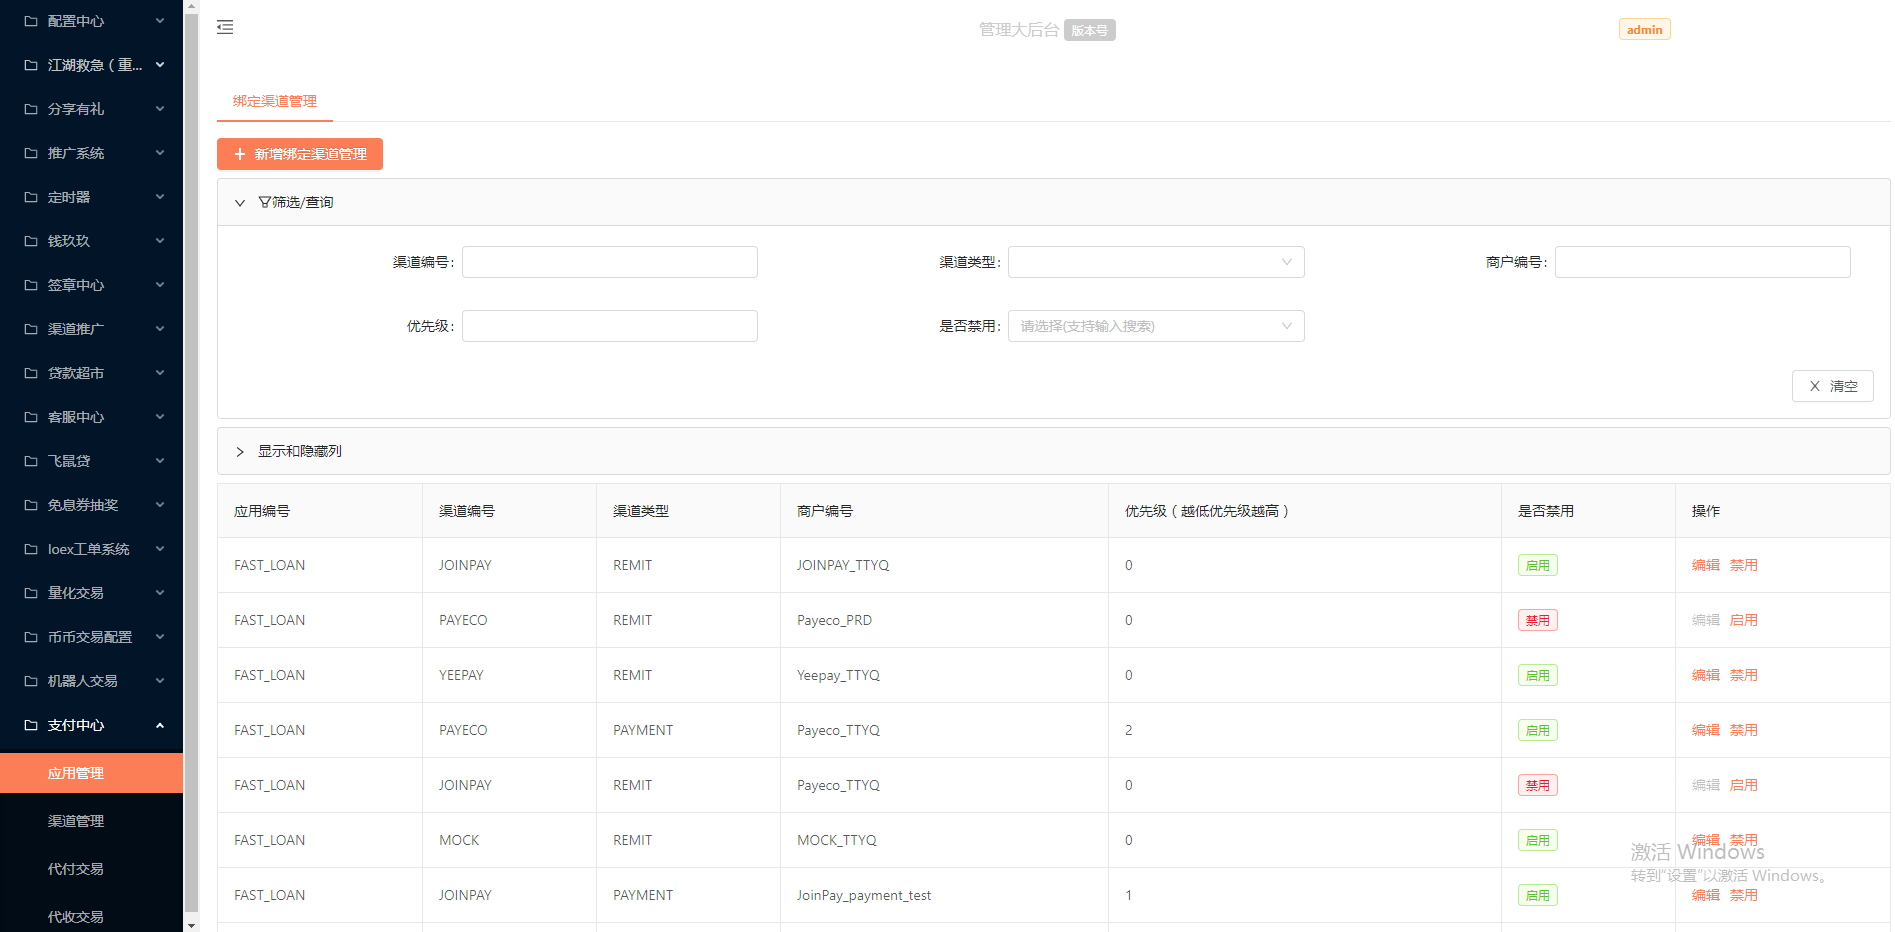 配置中心
江湖救急（重...
分享有礼
推广系统
定时器
钱玖玖
签章中心
渠道推广
贷款超市
客服中心
飞鼠贷
免息券抽奖
Ioex工单系统
量化交易
币币交易配置
机器人交易
支付中心
应用管理
渠道管理
代付交易
代收交易
管理大后台 版本号
admin
绑定渠道管理
新增绑定渠道管理
筛选/查询
渠道编号： 渠道类型： 商户编号：
优先级： 是否禁用： 请选择(支持输入搜索)
清空
显示和隐藏列
应用编号 渠道编号 渠道类型 商户编号 优先级（越低优先级越高） 是否禁用 操作
FAST_LOAN JOINPAY REMIT JOINPAY_TTYQ 0 启用 编辑 禁用
FAST_LOAN PAYECO REMIT Payeco_PRD 0 禁用 编辑 启用
FAST_LOAN YEEPAY REMIT Yeepay_TTYQ 0 启用 编辑 禁用
FAST_LOAN PAYECO PAYMENT Payeco_TTYQ 2 启用 编辑 禁用
FAST_LOAN JOINPAY REMIT Payeco_TTYQ 0 禁用 编辑 启用
FAST_LOAN MOCK REMIT MOCK_TTYQ 0 启用 编辑 禁用
激活 Windows
转到“设置”以激活 Windows。
FAST_LOAN JOINPAY PAYMENT JoinPay_payment_test 1 启用 编辑 禁用